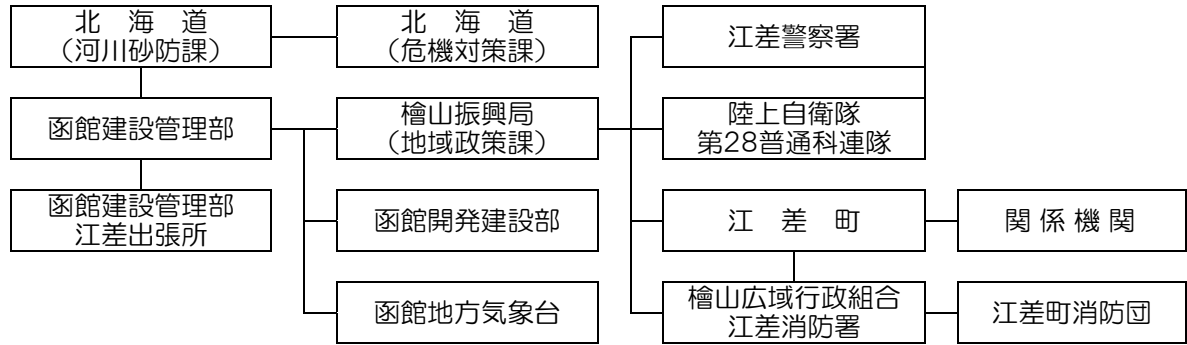 北　海　道
（河川砂防課）
北　海　道
（危機対策課）
江差警察署
函館建設管理部
檜山振興局
（地域政策課）
陸上自衛隊
第28普通科連隊
函館建設管理部
江差出張所
函館開発建設部
江　差　町
関 係 機 関
函館地方気象台
檜山広域行政組合
江差消防署
江差町消防団